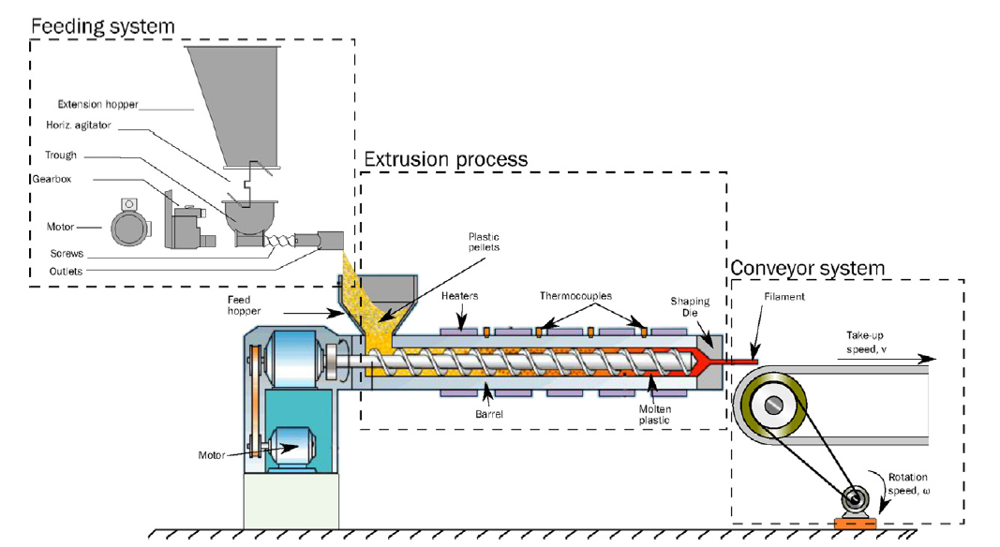 Feeding system
Extension hopper
Horiz. agitator
Trough
Gearbox
Motor
Screws
Outlets
Extrusion process
Plastic
pellets
Feed
hopper
Heaters
Thermocouples
Shaping
Die
Barrel
Molten
plastic
Motor
Conveyor system
Filament
Take-up
speed, v
Rotation
speed, ω